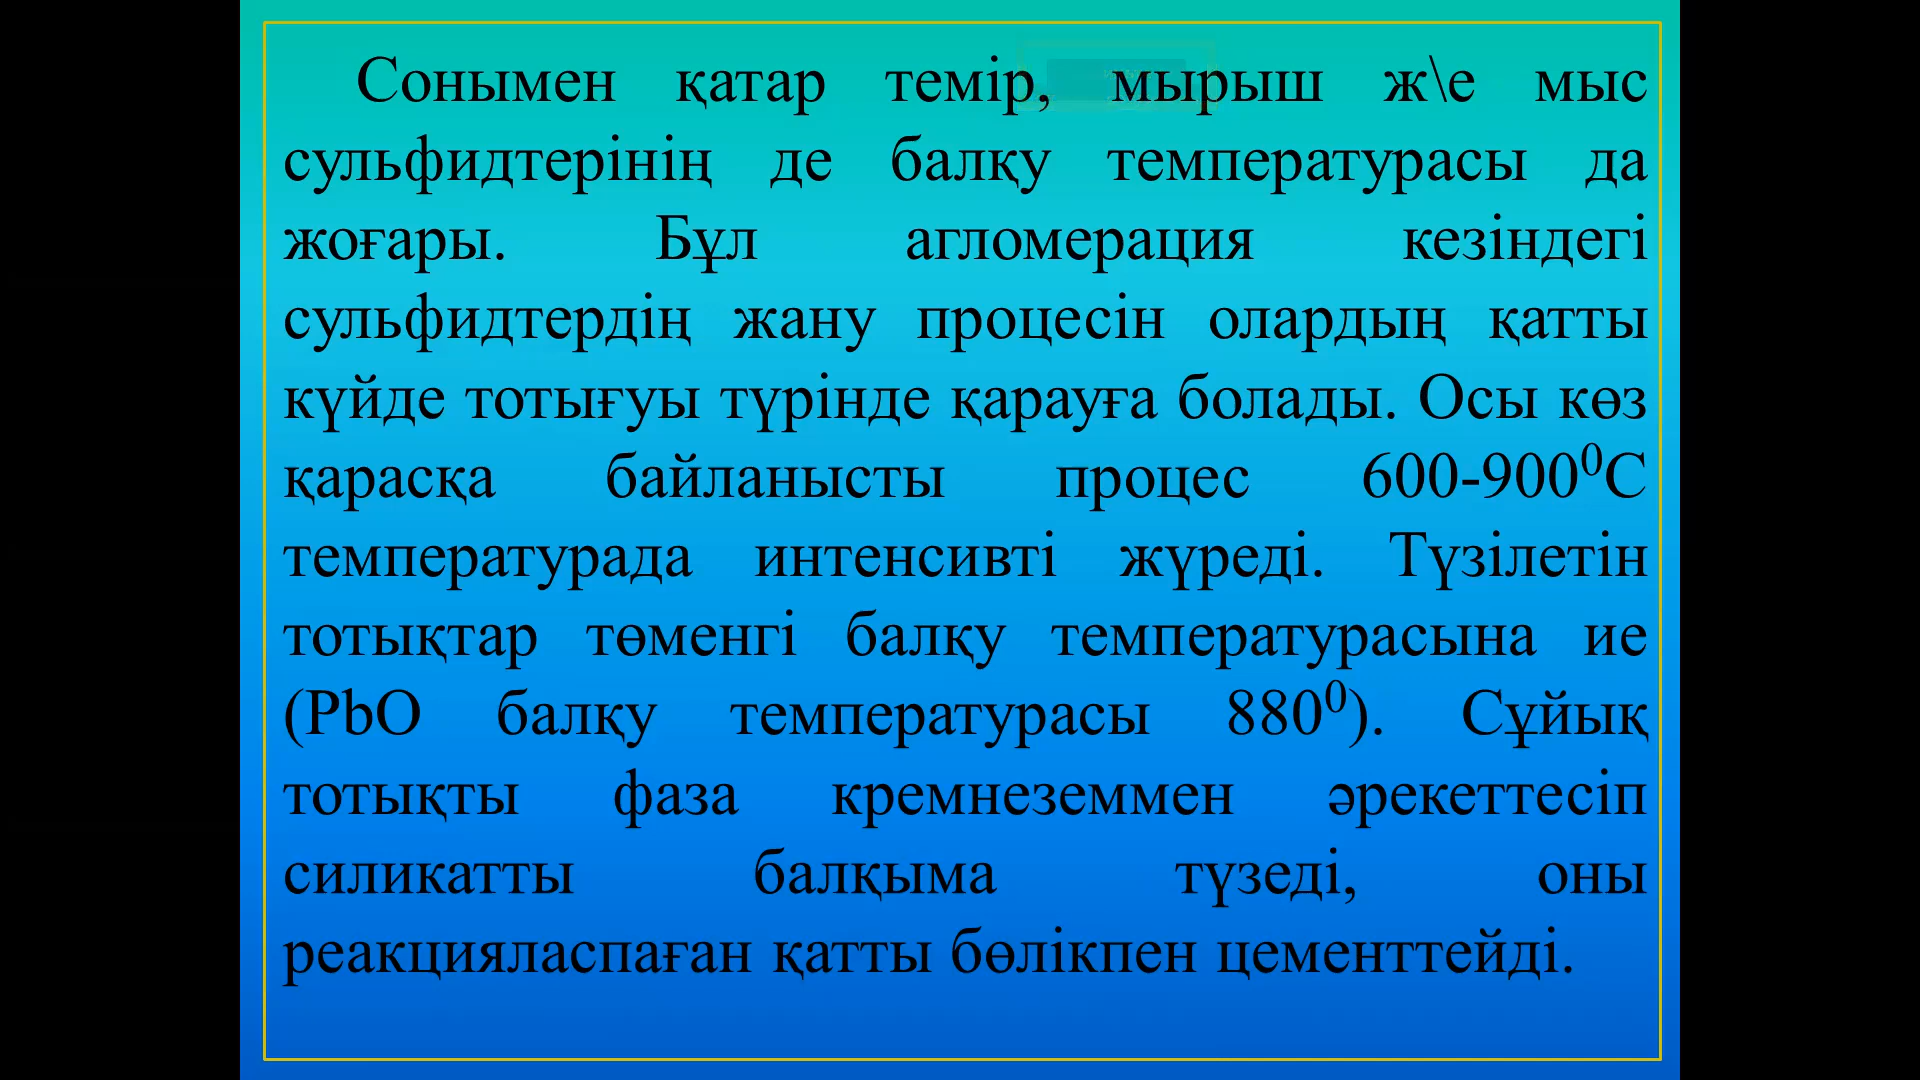 Сонымен қатар темір, мырыш ж\е мыс
сульфидтерінің де балқу температурасы да
жоғары. Бұл агломерация кезіндегі
сульфидтердің жану процесін олардың қатты
күйде тотығуы түрінде қарауға болады. Осы көз
қарасқа байланысты процес 600-900⁰С
температурада интенсивті жүреді. Түзілетін
тотықтар төменгі балқу температурасына ие
(PbO балқу температурасы 880⁰). Сұйық
тотықты фаза кремнеземмен әрекеттесіп
силикатты балқыма түзеді, оны
реакцияласпаған қатты бөлікпен цементтейді.